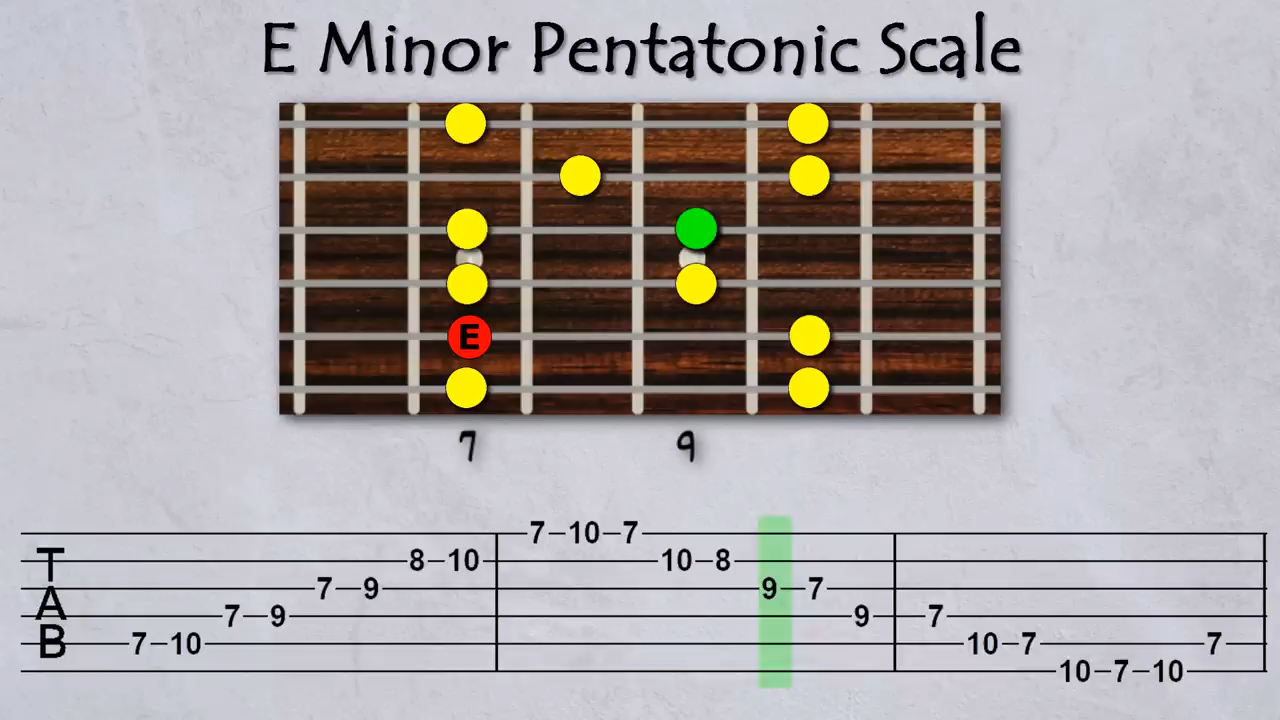 E Minor Pentatonic Scale
E
7 9
7-10-7
T 8-10 10-8
A 7-9 9-7
7-9 9 7
B 7-10 10-7 7
10-7-10